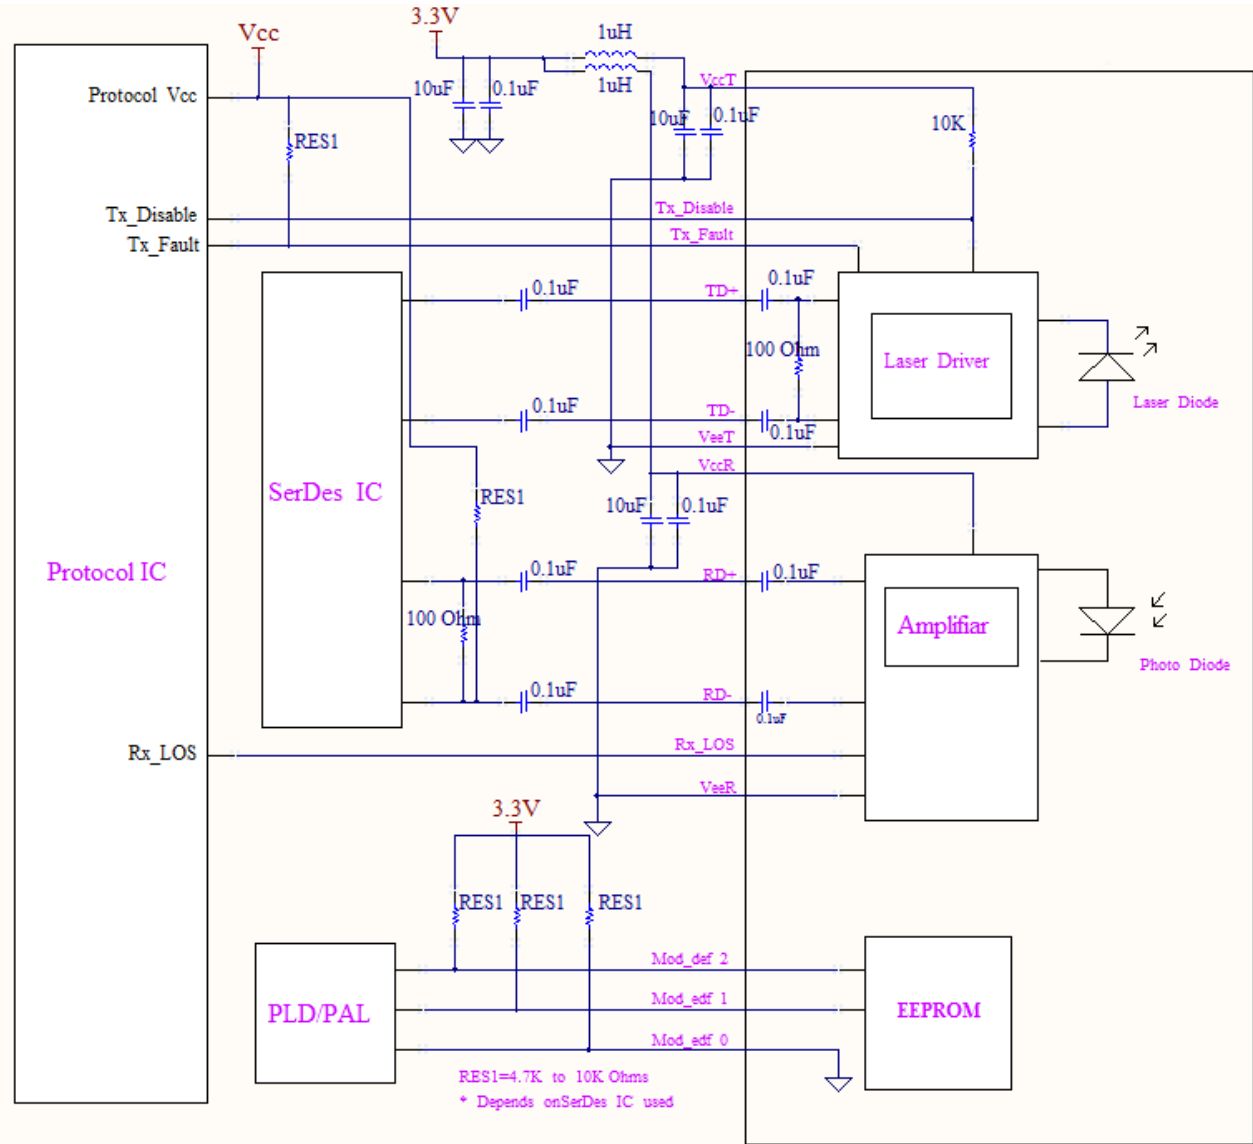 3.3V
1uH
Vcc
1uH
VccT
Protocol Vcc
10uF
0.1uF
10uF
0.1uF
10K
RES1
Tx_Disable
Tx_Disable
Tx_Fault
Tx_Fault
0.1uF
0.1uF
TD+
100 Ohm
Laser Driver
Laser Diode
0.1uF
TD-
0.1uF
VeeT
VccR
SerDes IC
RES1
10uF
0.1uF
Protocol IC
0.1uF
RD+
0.1uF
100 Ohm
Amplifiar
Photo Diode
0.1uF
RD-
0.1uF
Rx_LOS
Rx_LOS
VeeR
3.3V
RES1
RES1
RES1
Mod_def 2
PLD/PAL
Mod_edf 1
EEPROM
Mod_edf 0
RES1=4.7K to 10K Ohms
* Depends onSerDes IC used